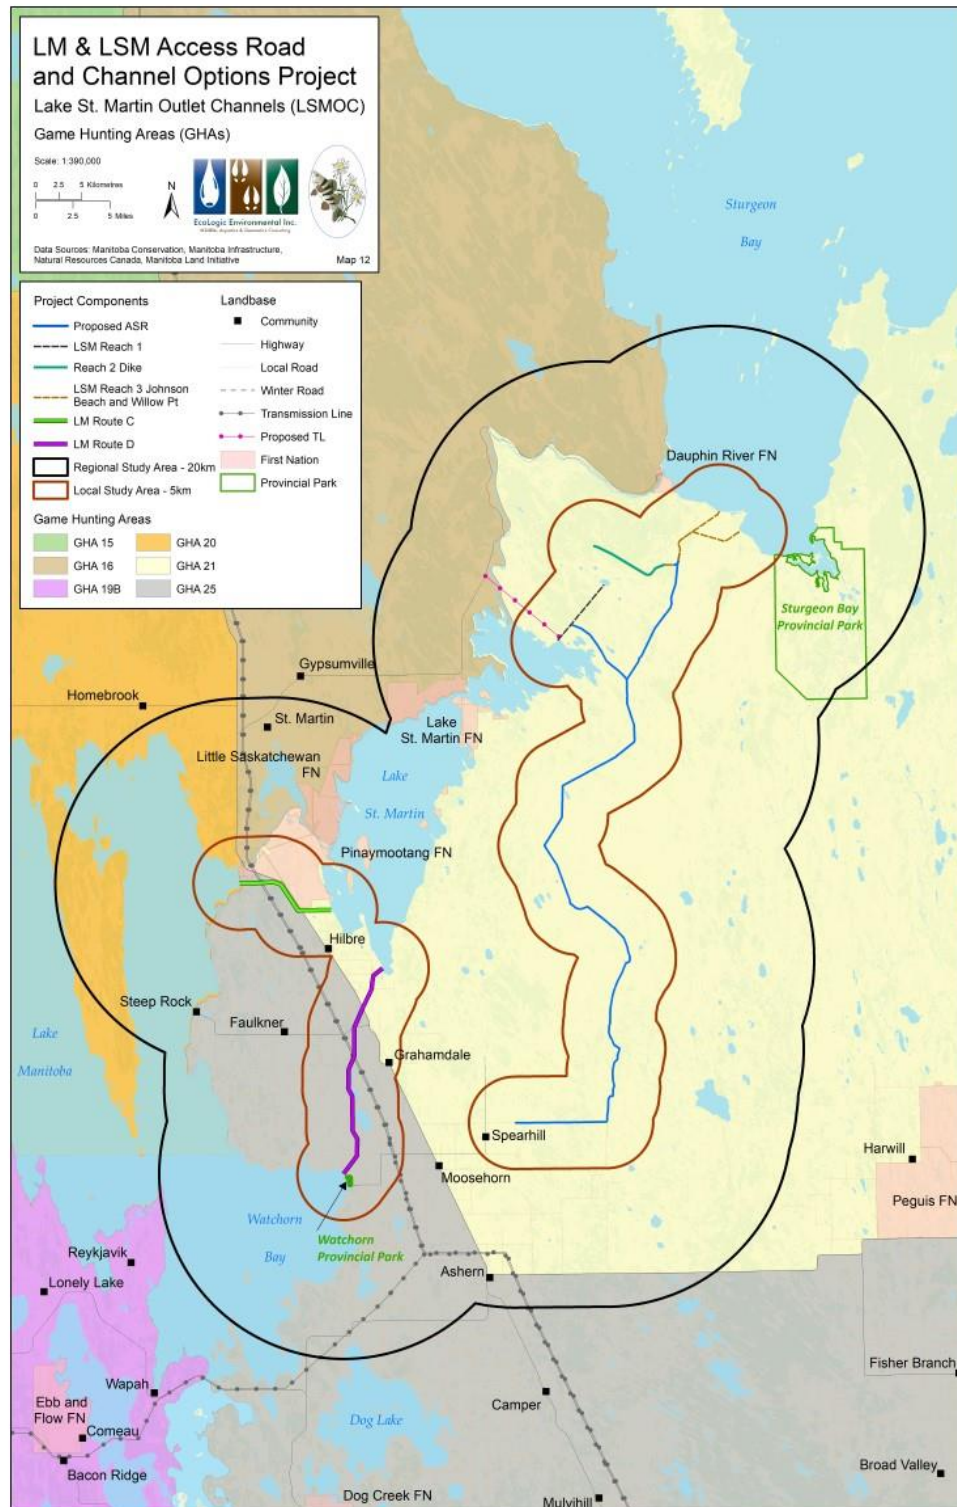 LM & LSM Access Road
and Channel Options Project
Lake St. Martin Outlet Channels (LSMOC)
Game Hunting Areas (GHAs)
Scale: 1:390,000
0 2.5 5 Kilometres
0 2.5 5 Miles
N
EcoLogic Environmental Inc.
Data Sources: Manitoba Conservation, Manitoba Infrastructure,
Natural Resources Canada, Manitoba Land Initiative
Map 12
Project Components
Proposed ASR
LSM Reach 1
Reach 2 Dike
LSM Reach 3 Johnson
Beach and Willow Pt
LM Route C
LM Route D
Regional Study Area - 20km
Local Study Area - 5km
Landbase
Community
Highway
Local Road
Winter Road
Transmission Line
Proposed TL
First Nation
Provincial Park
Game Hunting Areas
GHA 15
GHA 16
GHA 19B
GHA 20
GHA 21
GHA 25
Sturgeon
Bay
Dauphin River FN
Sturgeon Bay
Provincial Park
Gypsumville
Homebrook
St. Martin
Lake
St. Martin FN
Little Saskatchewan
FN
Lake
St. Martin
Pinaymootang FN
Hilbre
Steep Rock
Faulkner
Lake
Manitoba
Grahamdale
Spearhill
Moosehorn
Harwill
Peguis FN
Watchorn
Bay
Watchorn
Provincial Park
Reykjavik
Lonely Lake
Ashern
Fisher Branch
Wapah
Ebb and
Flow FN
Comeau
Bacon Ridge
Dog Lake
Camper
Broad Valley
Dog Creek FN
Mulvihill